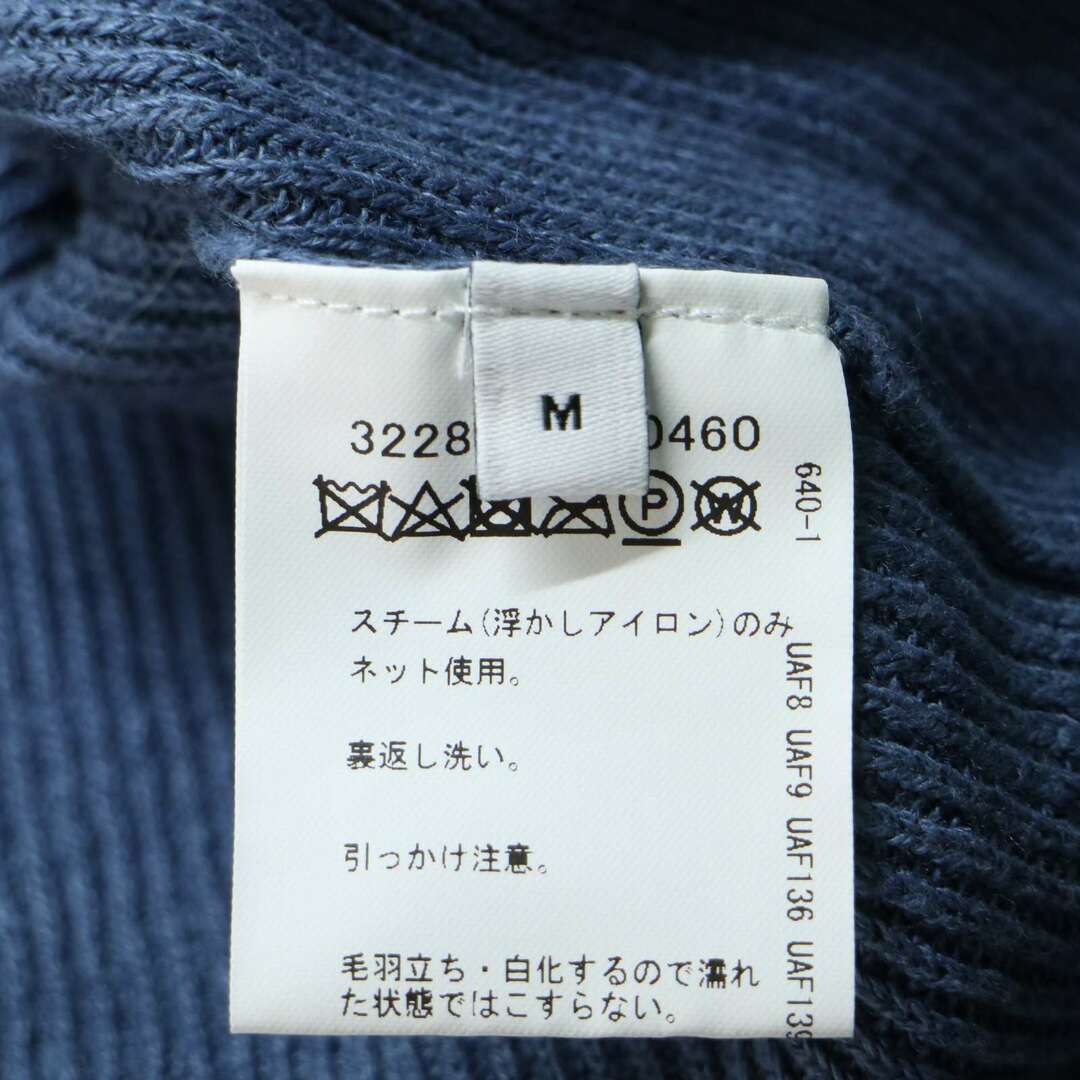 M
3228 0460
P W
スチーム(浮かしアイロン)のみ
ネット使用。
裏返し洗い。
引っかけ注意。
毛羽立ち・白化するので濡れ
た状態ではこすらない。
640-1
UAF8 UAF9 UAF136 UAF139